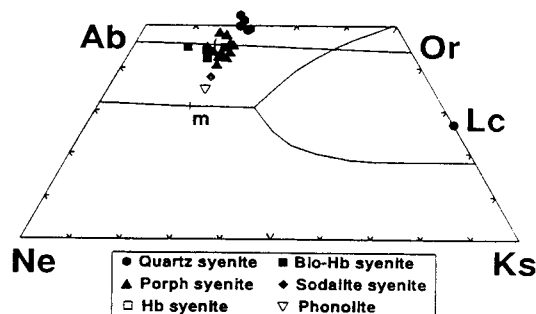 Ab
Or
Lc
m
Ne
Ks
Quartz syenite
Bio-Hb syenite
Porph syenite
Sodalite syenite
Hb syenite
Phonolite